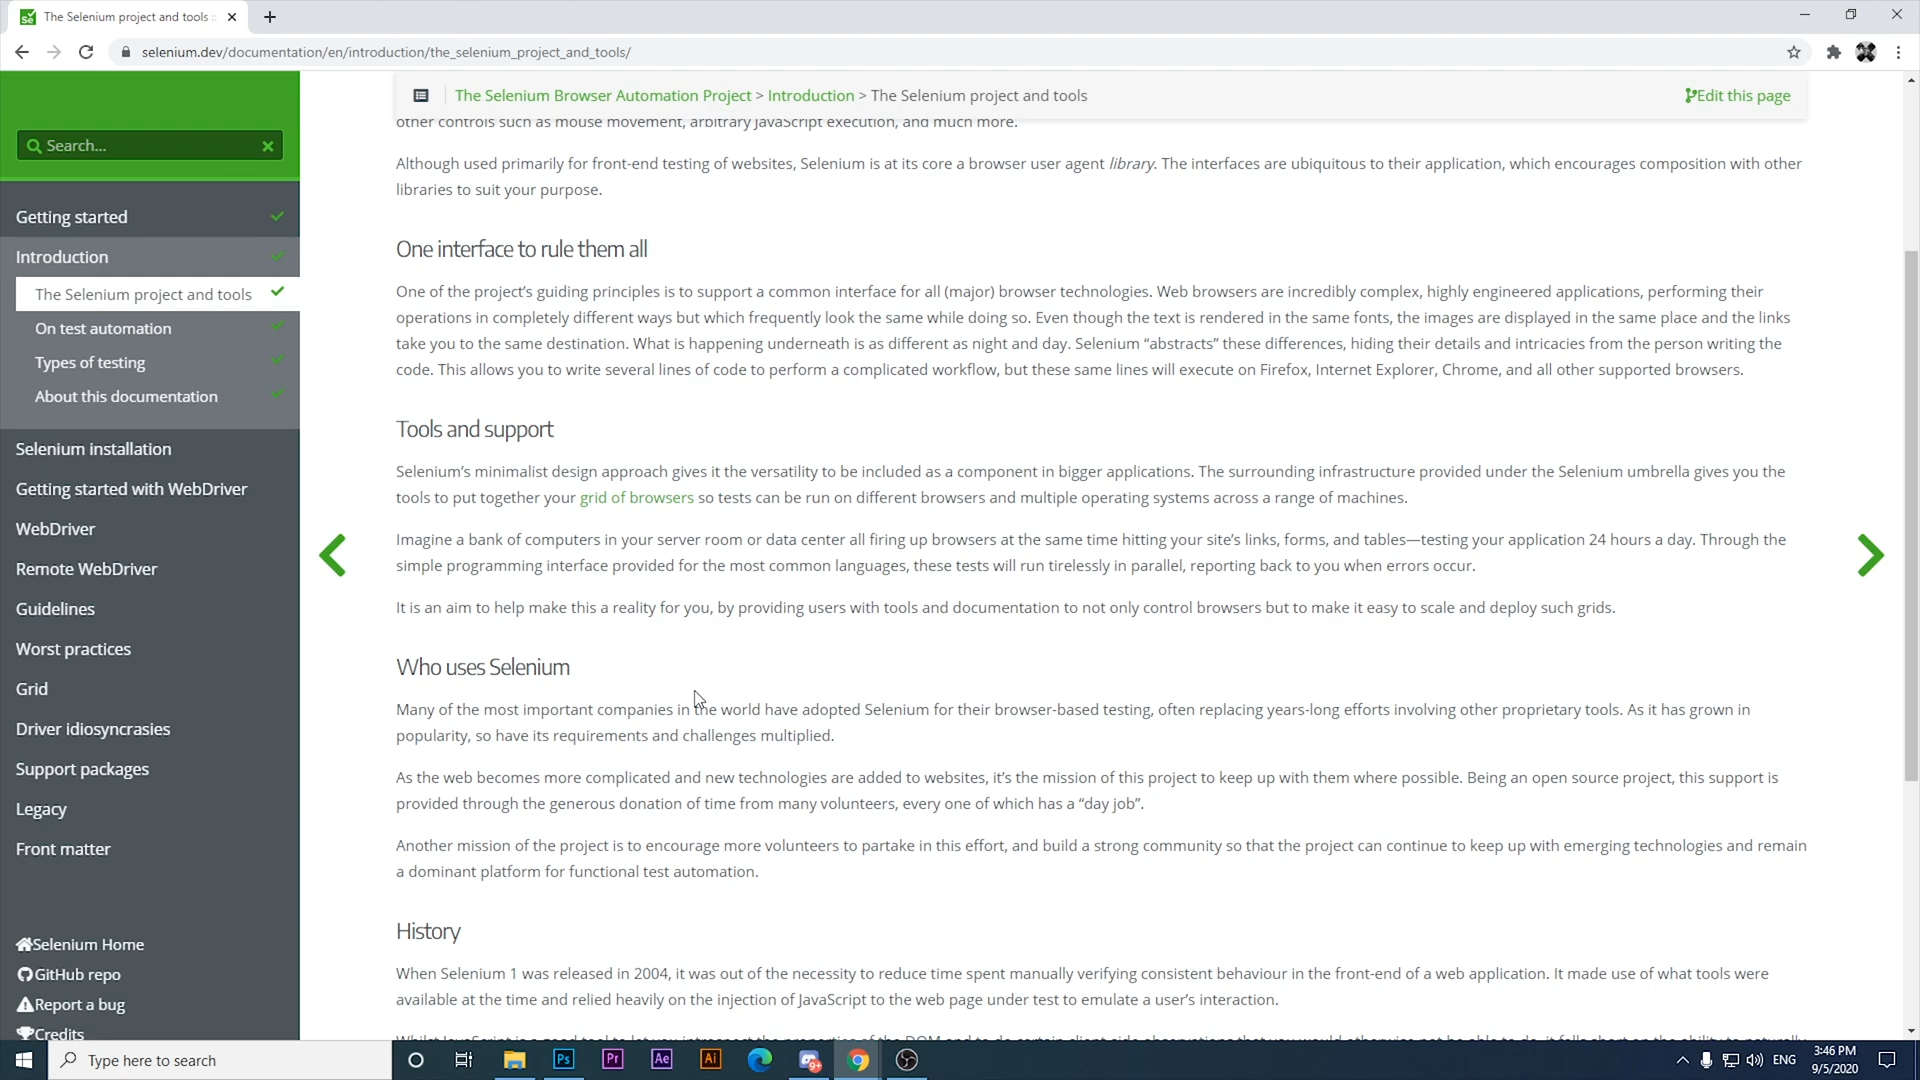 The Selenium project and tools :
selenium.dev/documentation/en/introduction/the_selenium_project_and_tools/
Search...
Getting started
Introduction
The Selenium project and tools
On test automation
Types of testing
About this documentation
Selenium installation
Getting started with WebDriver
WebDriver
Remote WebDriver
Guidelines
Worst practices
Grid
Driver idiosyncrasies
Support packages
Legacy
Front matter
Selenium Home
GitHub repo
Report a bug
Credits
The Selenium Browser Automation Project > Introduction > The Selenium project and tools
Edit this page
other controls such as mouse movement, arbitrary JavaScript execution, and much more.
Although used primarily for front-end testing of websites, Selenium is at its core a browser user agent library. The interfaces are ubiquitous to their application, which encourages composition with other
libraries to suit your purpose.
One interface to rule them all
One of the project’s guiding principles is to support a common interface for all (major) browser technologies. Web browsers are incredibly complex, highly engineered applications, performing their
operations in completely different ways but which frequently look the same while doing so. Even though the text is rendered in the same fonts, the images are displayed in the same place and the links
take you to the same destination. What is happening underneath is as different as night and day. Selenium “abstracts” these differences, hiding their details and intricacies from the person writing the
code. This allows you to write several lines of code to perform a complicated workflow, but these same lines will execute on Firefox, Internet Explorer, Chrome, and all other supported browsers.
Tools and support
Selenium’s minimalist design approach gives it the versatility to be included as a component in bigger applications. The surrounding infrastructure provided under the Selenium umbrella gives you the
tools to put together your grid of browsers so tests can be run on different browsers and multiple operating systems across a range of machines.
Imagine a bank of computers in your server room or data center all firing up browsers at the same time hitting your site’s links, forms, and tables—testing your application 24 hours a day. Through the
simple programming interface provided for the most common languages, these tests will run tirelessly in parallel, reporting back to you when errors occur.
It is an aim to help make this a reality for you, by providing users with tools and documentation to not only control browsers but to make it easy to scale and deploy such grids.
Who uses Selenium
Many of the most important companies in the world have adopted Selenium for their browser-based testing, often replacing years-long efforts involving other proprietary tools. As it has grown in
popularity, so have its requirements and challenges multiplied.
As the web becomes more complicated and new technologies are added to websites, it’s the mission of this project to keep up with them where possible. Being an open source project, this support is
provided through the generous donation of time from many volunteers, every one of which has a “day job”.
Another mission of the project is to encourage more volunteers to partake in this effort, and build a strong community so that the project can continue to keep up with emerging technologies and remain
a dominant platform for functional test automation.
History
When Selenium 1 was released in 2004, it was out of the necessity to reduce time spent manually verifying consistent behaviour in the front-end of a web application. It made use of what tools were
available at the time and relied heavily on the injection of JavaScript to the web page under test to emulate a user’s interaction.
Type here to search
Ps
Pr
Ae
Ai
9+
ENG
3:46 PM
9/5/2020